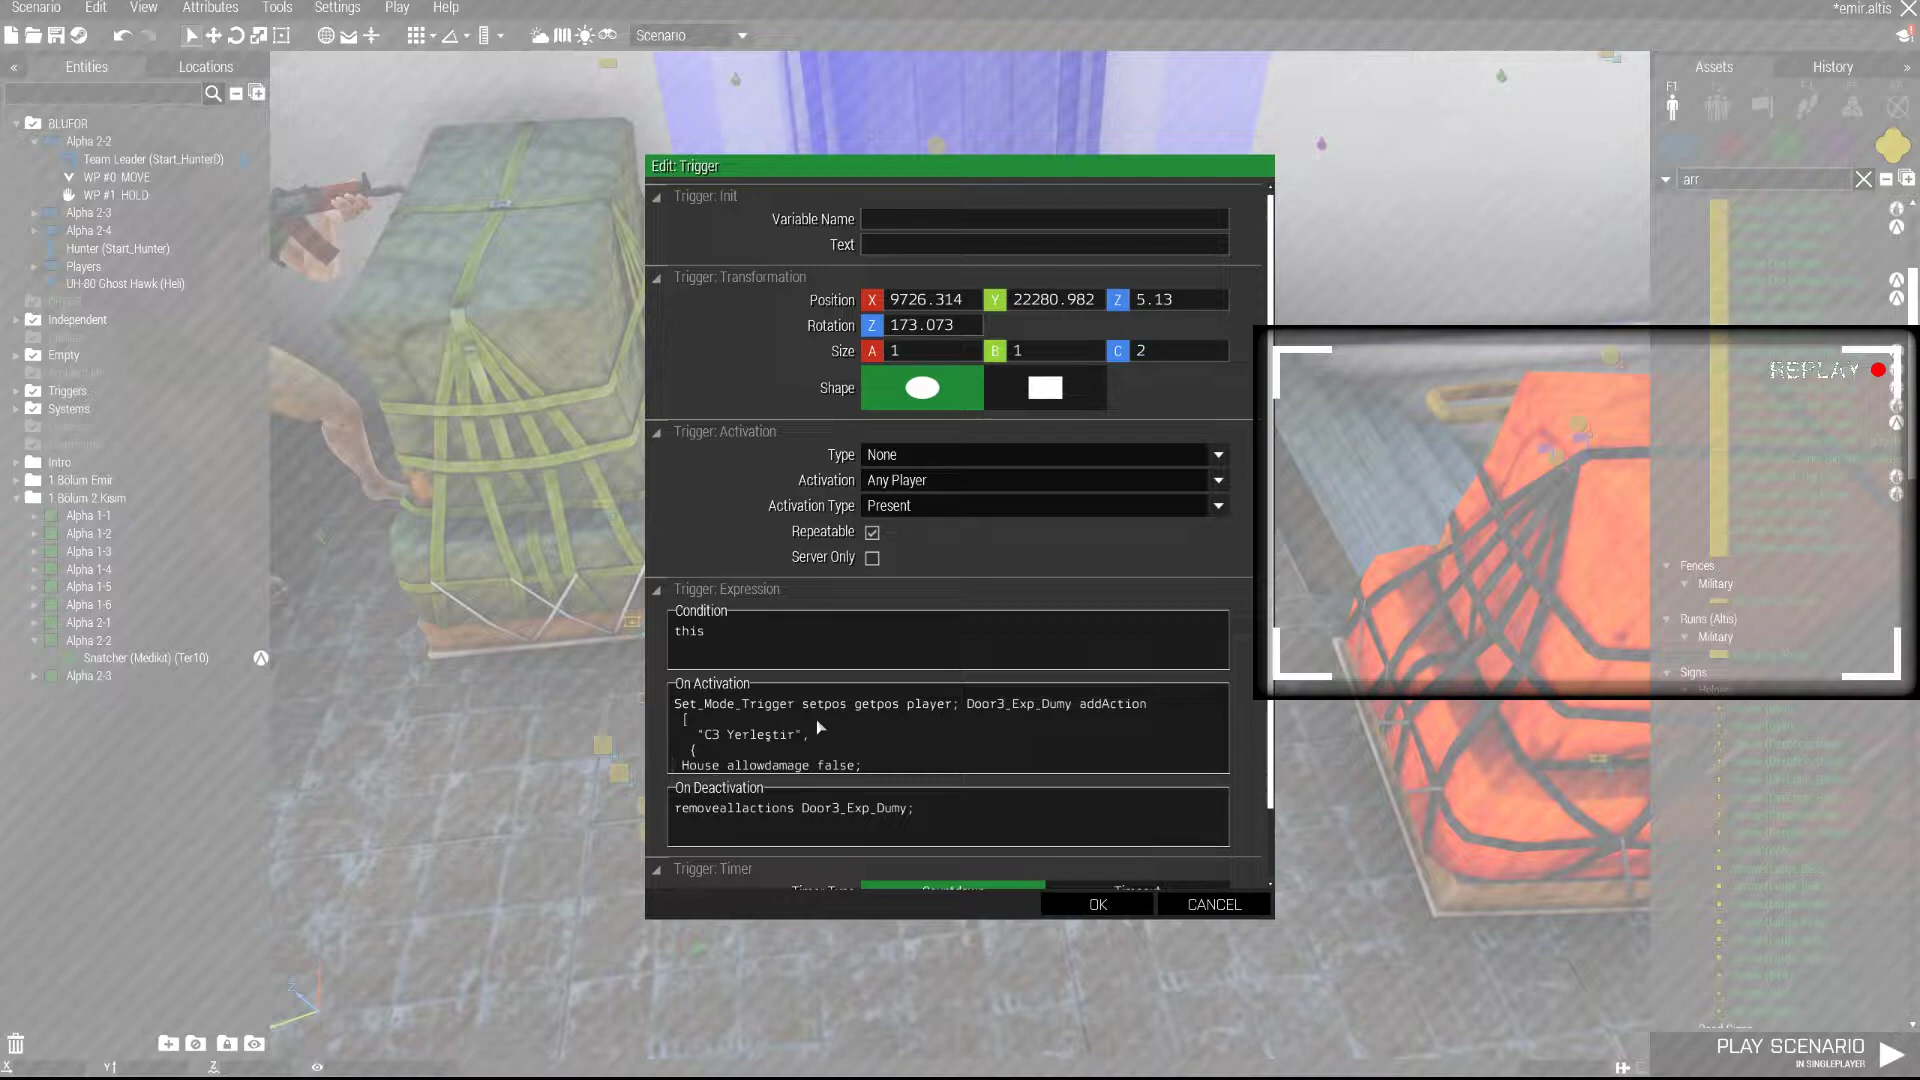 Scenario Edit View Attributes Tools Settings Play Help
*emir.altis
Scenario
Entities Locations
BLUFOR
Alpha 2-2
Team Leader (Start_HunterD)
WP #0 MOVE
WP #1 HOLD
Alpha 2-3
Alpha 2-4
Hunter (Start_Hunter)
Players
UH-80 Ghost Hawk (Heli)
Independent
Empty
Triggers
Systems
Intro
1 Bölum Emir
1 Bölum 2 Kısım
Alpha 1-1
Alpha 1-2
Alpha 1-3
Alpha 1-4
Alpha 1-5
Alpha 1-6
Alpha 2-1
Alpha 2-2
Snatcher (Medikit) (Ter10)
Alpha 2-3
X Y Z
Z
Edit: Trigger
Trigger: Init
Variable Name
Text
Trigger: Transformation
Position X 9726.314 Y 22280.982 Z 5.13
Rotation Z 173.073
Size A 1 B 1 C 2
Shape
Trigger: Activation
Type None
Activation Any Player
Activation Type Present
Repeatable
Server Only
Trigger: Expression
Condition
this
On Activation
Set_Mode_Trigger setpos getpos player; Door3_Exp_Dumy addAction
[
"C3 Yerleştir",
{
House allowdamage false;
On Deactivation
removeallactions Door3_Exp_Dumy;
Trigger: Timer
Timer Type Countdown Timeout
OK CANCEL
Assets History
F1
arr
REPLAY
Fences
Military
Ruins (Altis)
Military
Signs
PLAY SCENARIO
IN SINGLEPLAYER